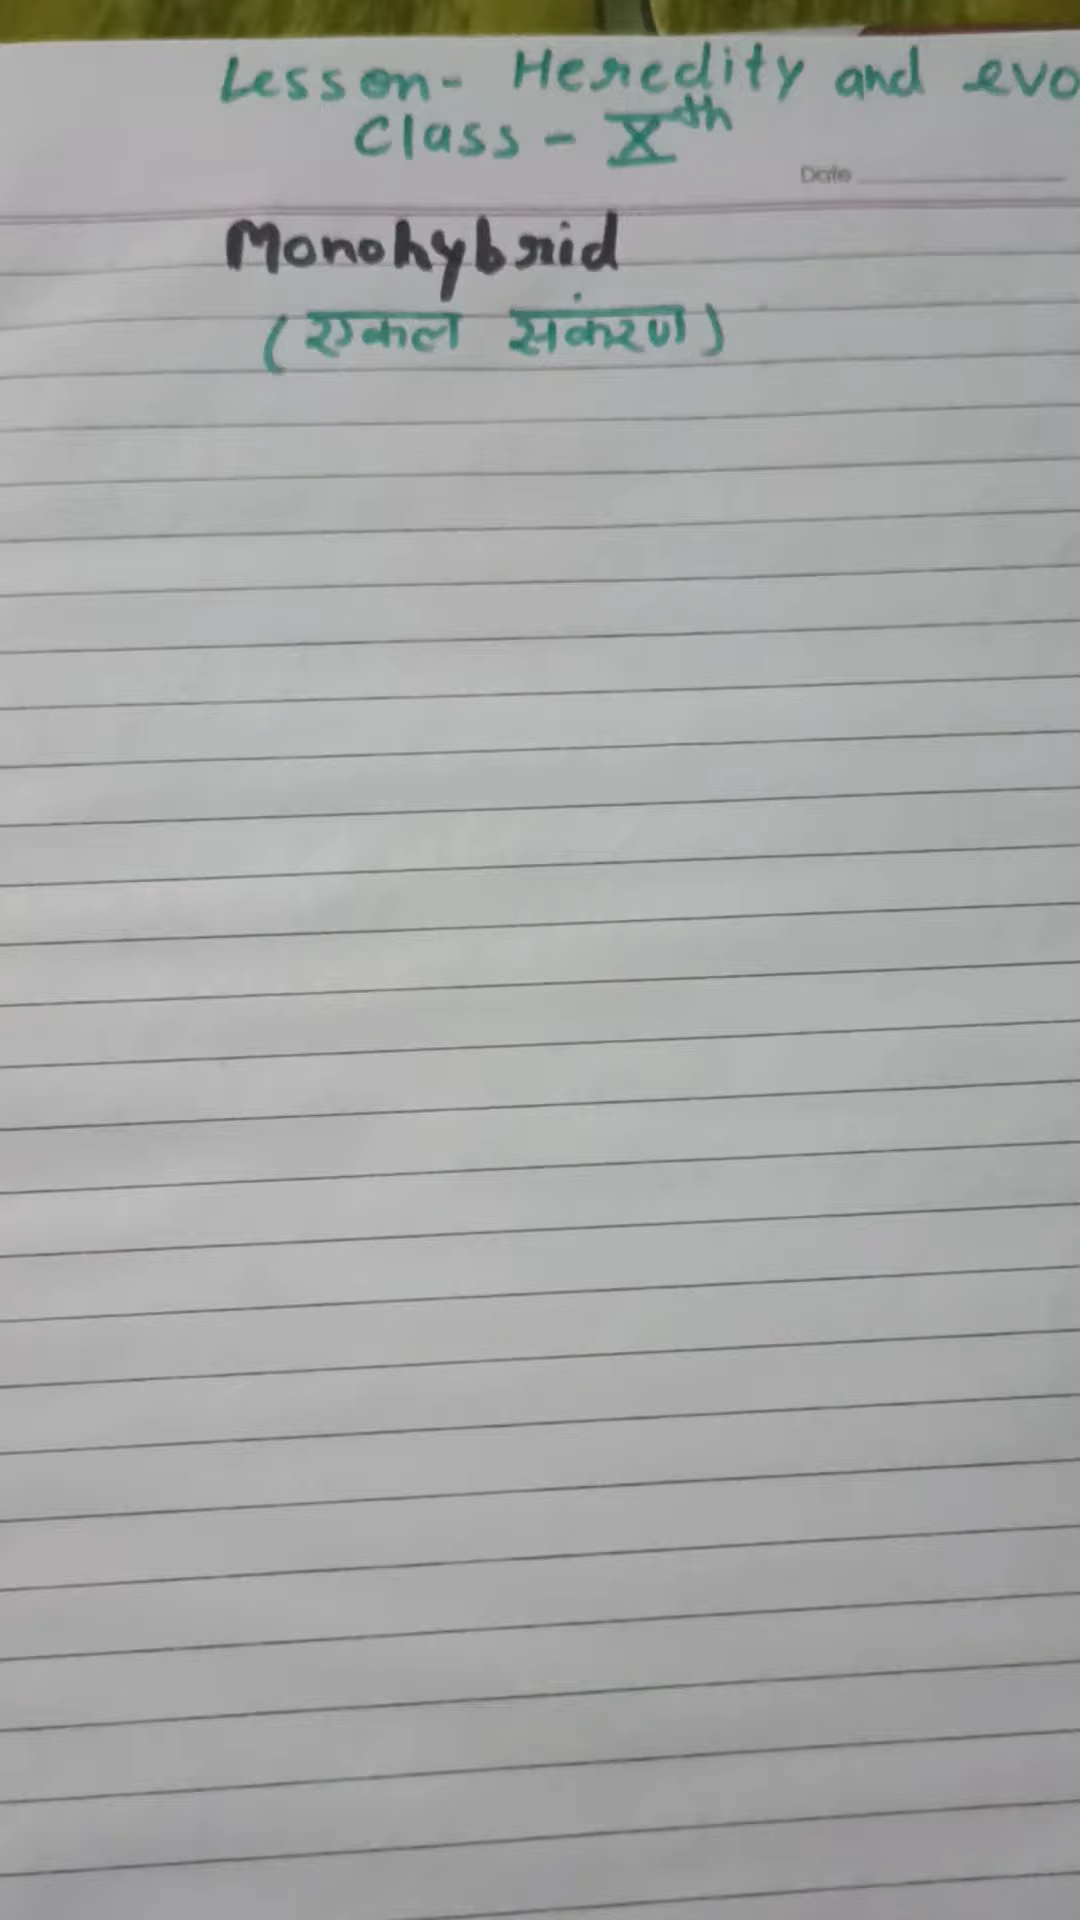 Lesson- Heredity and evo
Class - Xth
Date
Monohybrid
(एकल संकरण)